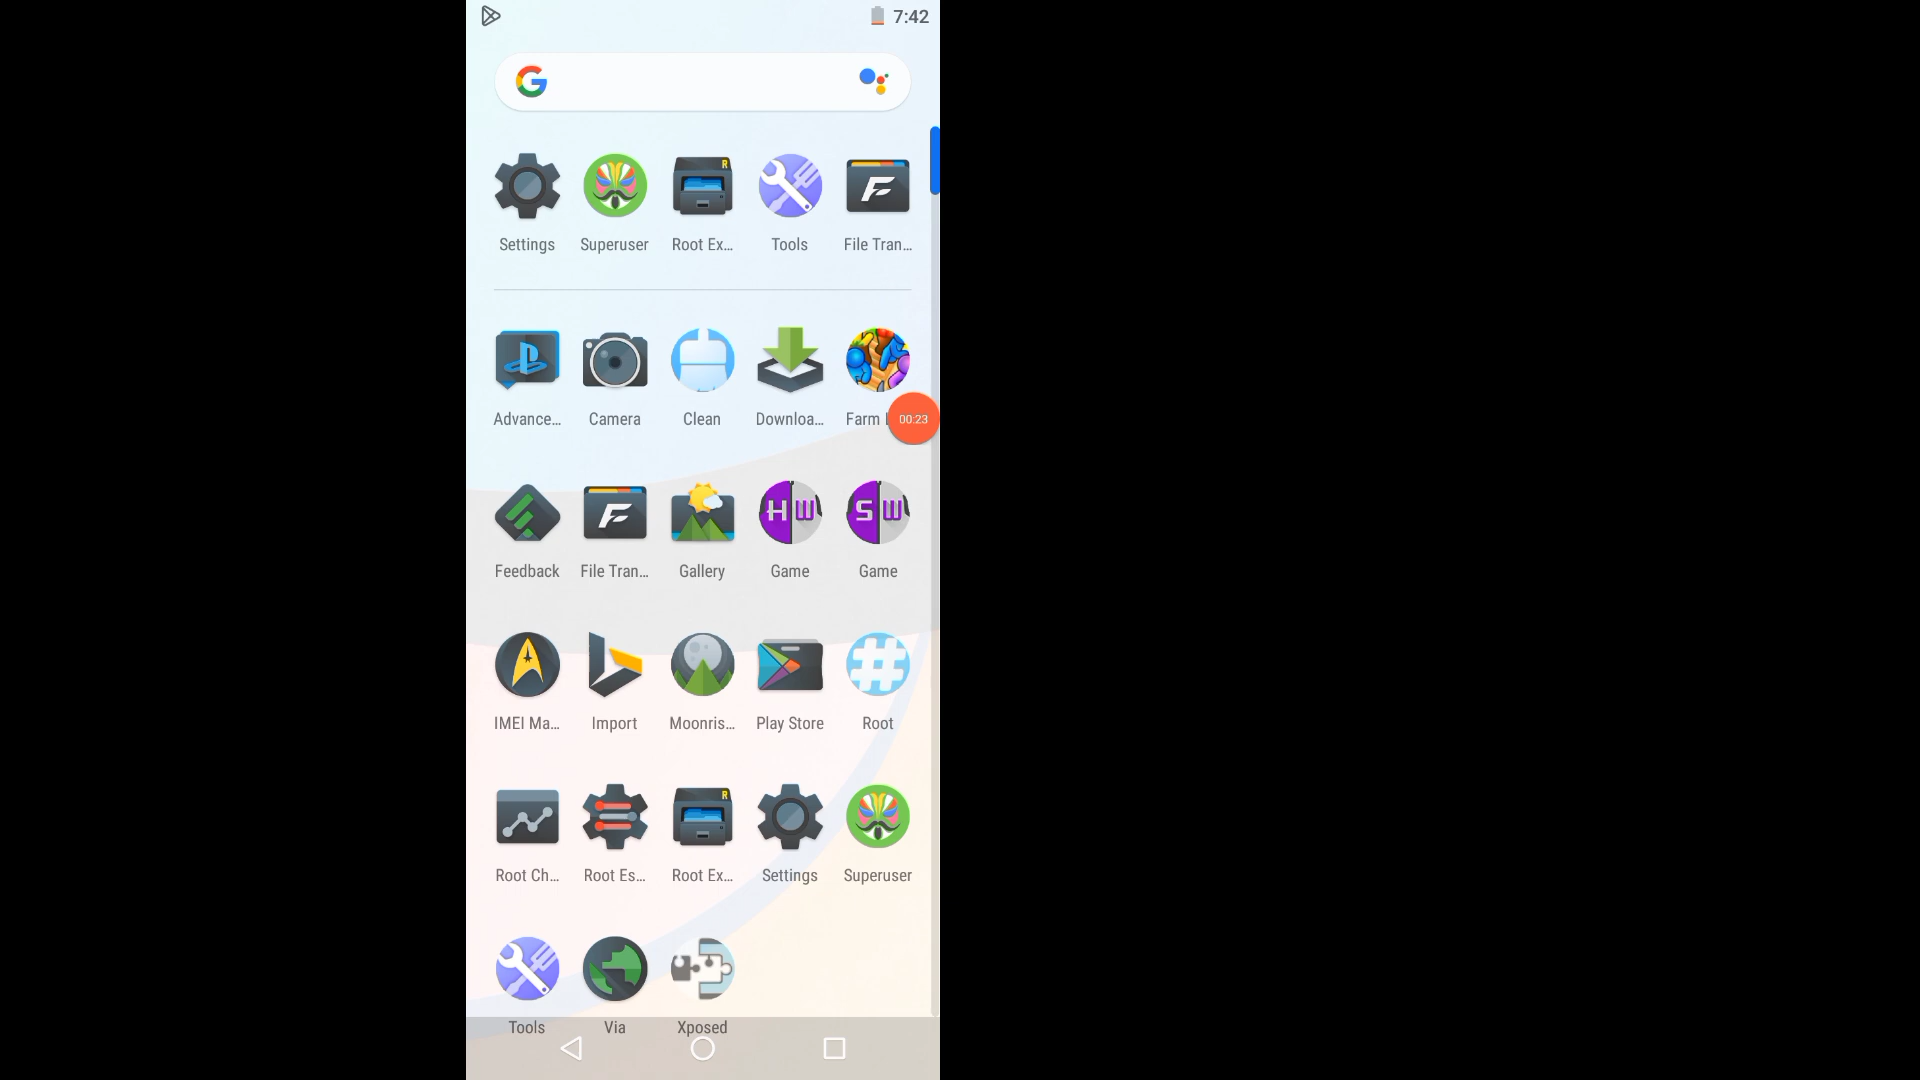 7:42
Settings Superuser Root Ex... Tools File Tran...
Advance... Camera Clean Downloa... Farm
00:23
Feedback File Tran... Gallery Game Game
IMEI Ma... Import Moonris... Play Store Root
Root Ch... Root Es... Root Ex... Settings Superuser
Tools Via Xposed